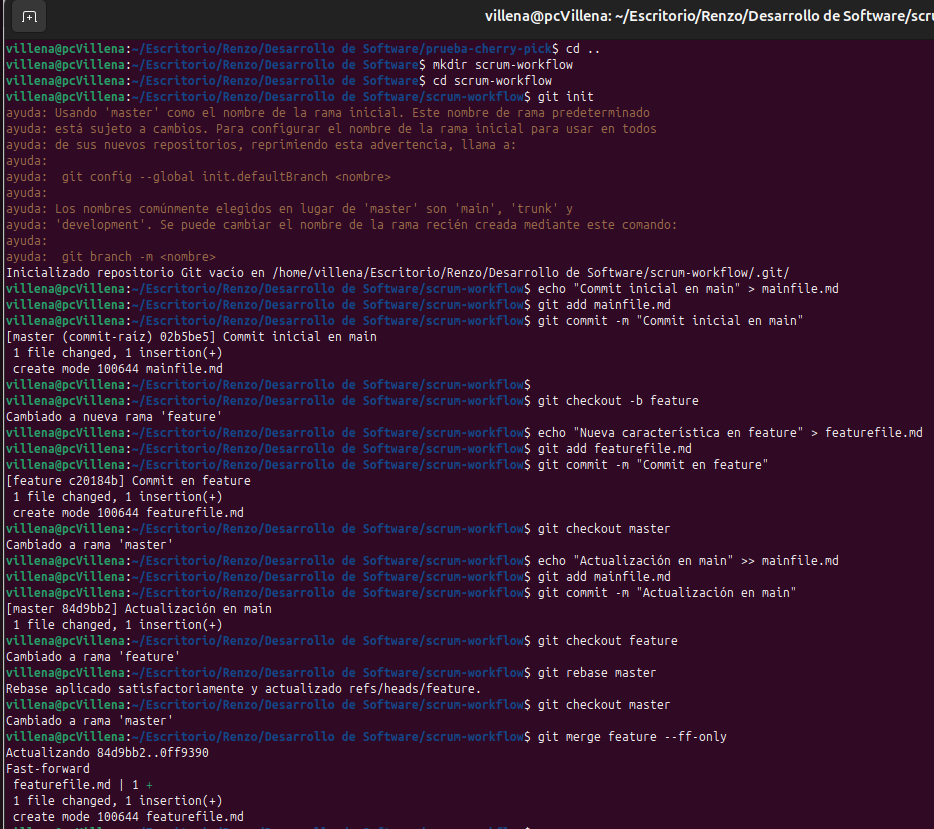 villena@pcVillena: ~/Escritorio/Renzo/Desarrollo de Software/scru
villena@pcVillena:~/Escritorio/Renzo/Desarrollo de Software/prueba-cherry-pick$ cd ..
villena@pcVillena:~/Escritorio/Renzo/Desarrollo de Software$ mkdir scrum-workflow
villena@pcVillena:~/Escritorio/Renzo/Desarrollo de Software$ cd scrum-workflow
villena@pcVillena:~/Escritorio/Renzo/Desarrollo de Software/scrum-workflow$ git init
ayuda: Usando 'master' como el nombre de la rama inicial. Este nombre de rama predeterminado
ayuda: está sujeto a cambios. Para configurar el nombre de la rama inicial para usar en todos
ayuda: de sus nuevos repositorios, reprimiendo esta advertencia, llama a:
ayuda:
ayuda:  git config --global init.defaultBranch <nombre>
ayuda:
ayuda: Los nombres comúnmente elegidos en lugar de 'master' son 'main', 'trunk' y
ayuda: 'development'. Se puede cambiar el nombre de la rama recién creada mediante este comando:
ayuda:
ayuda:  git branch -m <nombre>
Inicializado repositorio Git vacío en /home/villena/Escritorio/Renzo/Desarrollo de Software/scrum-workflow/.git/
villena@pcVillena:~/Escritorio/Renzo/Desarrollo de Software/scrum-workflow$ echo "Commit inicial en main" > mainfile.md
villena@pcVillena:~/Escritorio/Renzo/Desarrollo de Software/scrum-workflow$ git add mainfile.md
villena@pcVillena:~/Escritorio/Renzo/Desarrollo de Software/scrum-workflow$ git commit -m "Commit inicial en main"
[master (commit-raíz) 02b5be5] Commit inicial en main
 1 file changed, 1 insertion(+)
 create mode 100644 mainfile.md
villena@pcVillena:~/Escritorio/Renzo/Desarrollo de Software/scrum-workflow$
villena@pcVillena:~/Escritorio/Renzo/Desarrollo de Software/scrum-workflow$ git checkout -b feature
Cambiado a nueva rama 'feature'
villena@pcVillena:~/Escritorio/Renzo/Desarrollo de Software/scrum-workflow$ echo "Nueva característica en feature" > featurefile.md
villena@pcVillena:~/Escritorio/Renzo/Desarrollo de Software/scrum-workflow$ git add featurefile.md
villena@pcVillena:~/Escritorio/Renzo/Desarrollo de Software/scrum-workflow$ git commit -m "Commit en feature"
[feature c20184b] Commit en feature
 1 file changed, 1 insertion(+)
 create mode 100644 featurefile.md
villena@pcVillena:~/Escritorio/Renzo/Desarrollo de Software/scrum-workflow$ git checkout master
Cambiado a rama 'master'
villena@pcVillena:~/Escritorio/Renzo/Desarrollo de Software/scrum-workflow$ echo "Actualización en main" >> mainfile.md
villena@pcVillena:~/Escritorio/Renzo/Desarrollo de Software/scrum-workflow$ git add mainfile.md
villena@pcVillena:~/Escritorio/Renzo/Desarrollo de Software/scrum-workflow$ git commit -m "Actualización en main"
[master 84d9bb2] Actualización en main
 1 file changed, 1 insertion(+)
villena@pcVillena:~/Escritorio/Renzo/Desarrollo de Software/scrum-workflow$ git checkout feature
Cambiado a rama 'feature'
villena@pcVillena:~/Escritorio/Renzo/Desarrollo de Software/scrum-workflow$ git rebase master
Rebase aplicado satisfactoriamente y actualizado refs/heads/feature.
villena@pcVillena:~/Escritorio/Renzo/Desarrollo de Software/scrum-workflow$ git checkout master
Cambiado a rama 'master'
villena@pcVillena:~/Escritorio/Renzo/Desarrollo de Software/scrum-workflow$ git merge feature --ff-only
Actualizando 84d9bb2..0ff9390
Fast-forward
 featurefile.md | 1 +
 1 file changed, 1 insertion(+)
 create mode 100644 featurefile.md